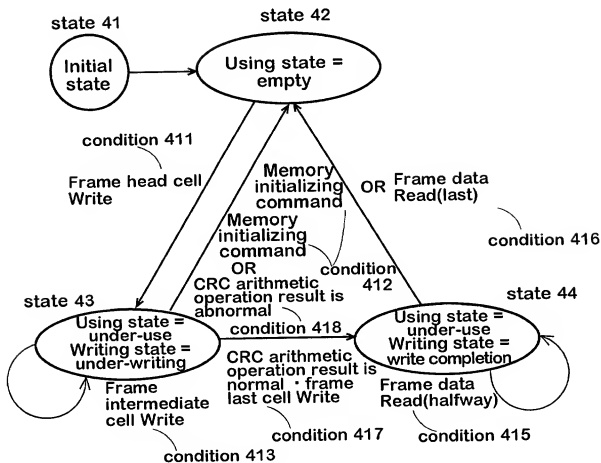 state 41
state 42
Initial
state
Using state =
empty
condition 411
Frame head cell
Write
Memory
initializing
command
OR Frame data
Read(last)
condition 416
Memory
initializing
command
OR
CRC arithmetic
operation result is
abnormal
condition
412
condition 418
state 43
Using state =
under-use
Writing state =
under-writing
state 44
Using state =
under-use
Writing state =
write completion
Frame
intermediate
cell Write
condition 413
CRC arithmetic
operation result is
normal・frame
last cell Write
condition 417
Frame data
Read(halfway)
condition 415